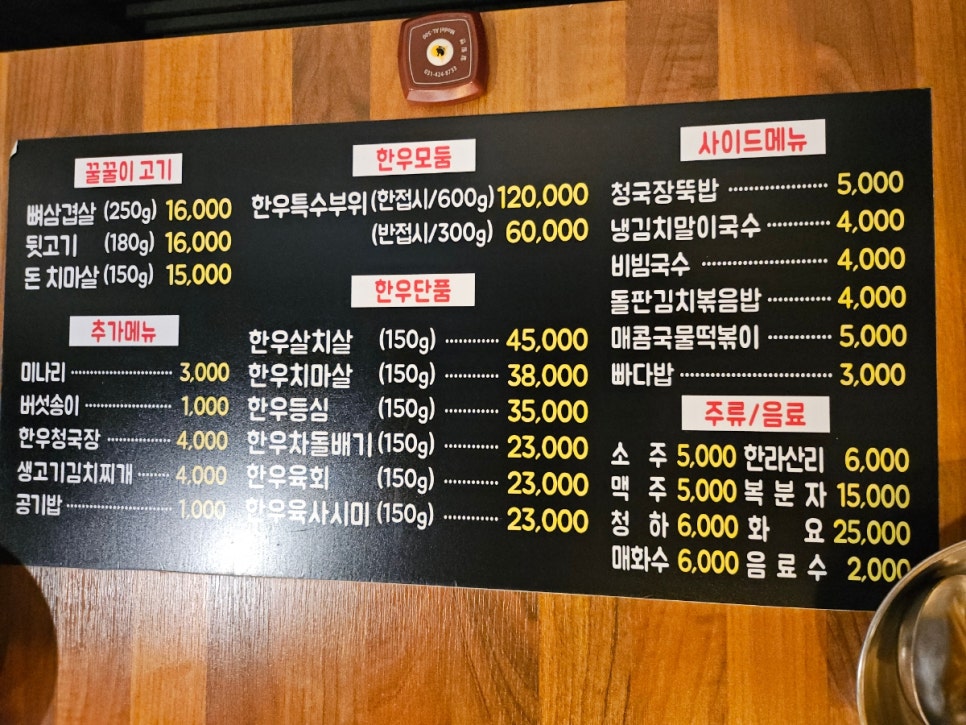 Model AL 500
031-424-8733
꿀꿀이 고기
뼈삼겹살 (250g) 16,000
뒷고기 (180g) 16,000
돈 치마살 (150g) 15,000
추가메뉴
미나리 3,000
버섯송이 1,000
한우청국장 4,000
생고기김치찌개 4,000
공기밥 1,000
한우모둠
한우특수부위 (한접시/600g) 120,000
(반접시/300g) 60,000
한우단품
한우살치살 (150g) 45,000
한우치마살 (150g) 38,000
한우등심 (150g) 35,000
한우차돌배기 (150g) 23,000
한우육회 (150g) 23,000
한우육사시미 (150g) 23,000
사이드메뉴
청국장뚝밥 5,000
냉김치말이국수 4,000
비빔국수 4,000
돌판김치볶음밥 4,000
매콤국물떡볶이 5,000
빠다밥 3,000
주류/음료
소 주 5,000 한라산리 6,000
맥 주 5,000 복 분 자 15,000
청 하 6,000 화 요 25,000
매화수 6,000 음 료 수 2,000